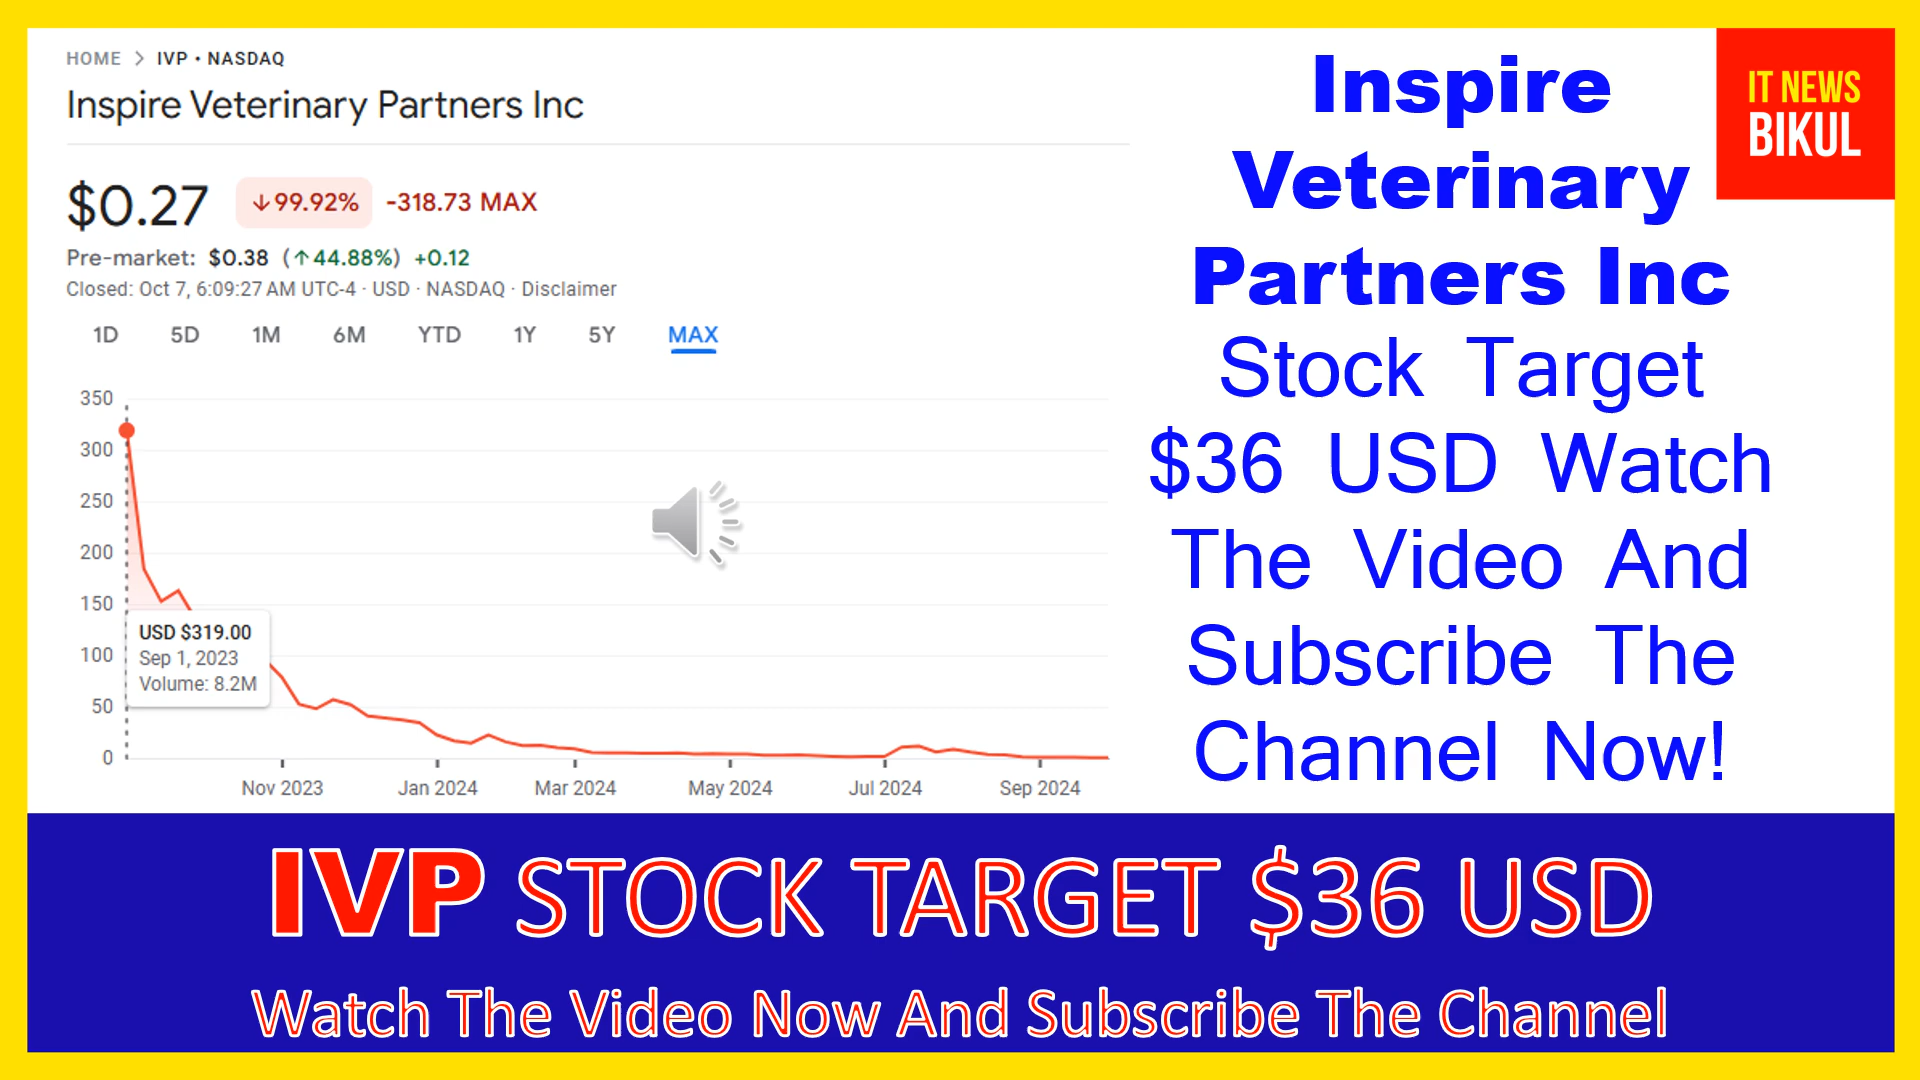 HOME > IVP • NASDAQ
Inspire Veterinary Partners Inc
$0.27 ↓99.92% -318.73 MAX
Pre-market: $0.38 (↑44.88%) +0.12
Closed: Oct 7, 6:09:27 AM UTC-4 · USD · NASDAQ · Disclaimer
1D 5D 1M 6M YTD 1Y 5Y MAX
350
300
250
200
150
100
50
0
USD $319.00
Sep 1, 2023
Volume: 8.2M
Nov 2023 Jan 2024 Mar 2024 May 2024 Jul 2024 Sep 2024
Inspire
Veterinary
Partners Inc
Stock Target
$36 USD Watch
The Video And
Subscribe The
Channel Now!
IT NEWS
BIKUL
IVP STOCK TARGET $36 USD
Watch The Video Now And Subscribe The Channel